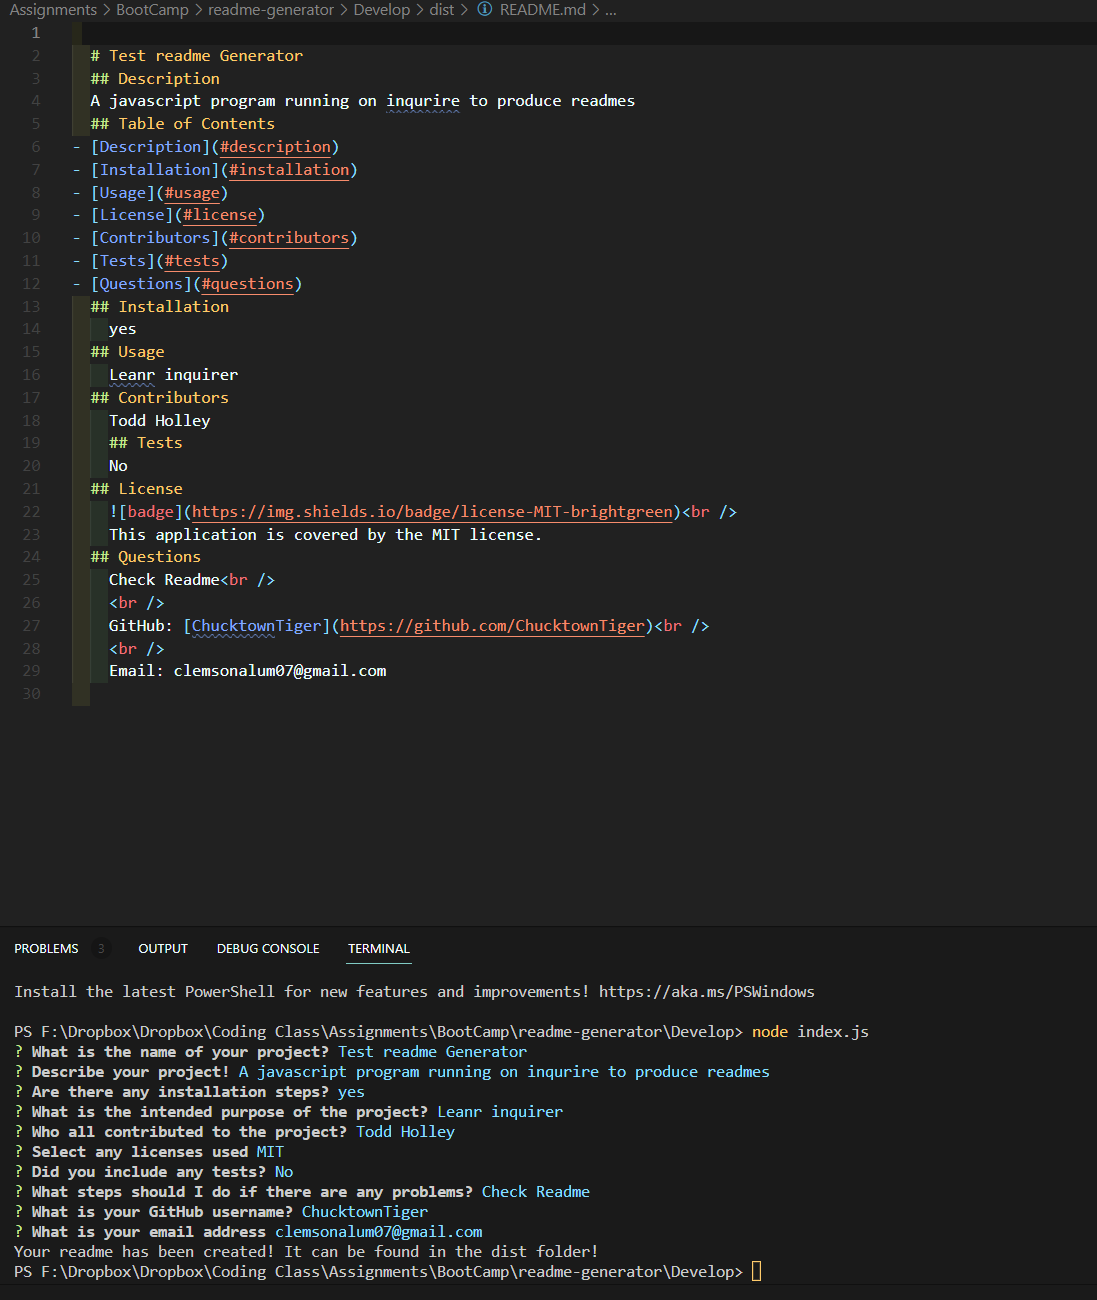 Assignments > BootCamp > readme-generator > Develop > dist > README.md > ...
1
2 # Test readme Generator
3 ## Description
4 A javascript program running on inqurire to produce readmes
5 ## Table of Contents
6 - [Description](#description)
7 - [Installation](#installation)
8 - [Usage](#usage)
9 - [License](#license)
10 - [Contributors](#contributors)
11 - [Tests](#tests)
12 - [Questions](#questions)
13 ## Installation
14 yes
15 ## Usage
16 Leanr inquirer
17 ## Contributors
18 Todd Holley
19 ## Tests
20 No
21 ## License
22 ![badge](https://img.shields.io/badge/license-MIT-brightgreen)<br />
23 This application is covered by the MIT license.
24 ## Questions
25 Check Readme<br />
26 <br />
27 GitHub: [ChucktownTiger](https://github.com/ChucktownTiger)<br />
28 <br />
29 Email: clemsonalum07@gmail.com
30
PROBLEMS 3 OUTPUT DEBUG CONSOLE TERMINAL
Install the latest PowerShell for new features and improvements! https://aka.ms/PSWindows
PS F:\Dropbox\Dropbox\Coding Class\Assignments\BootCamp\readme-generator\Develop> node index.js
? What is the name of your project? Test readme Generator
? Describe your project! A javascript program running on inqurire to produce readmes
? Are there any installation steps? yes
? What is the intended purpose of the project? Leanr inquirer
? Who all contributed to the project? Todd Holley
? Select any licenses used MIT
? Did you include any tests? No
? What steps should I do if there are any problems? Check Readme
? What is your GitHub username? ChucktownTiger
? What is your email address clemsonalum07@gmail.com
Your readme has been created! It can be found in the dist folder!
PS F:\Dropbox\Dropbox\Coding Class\Assignments\BootCamp\readme-generator\Develop>